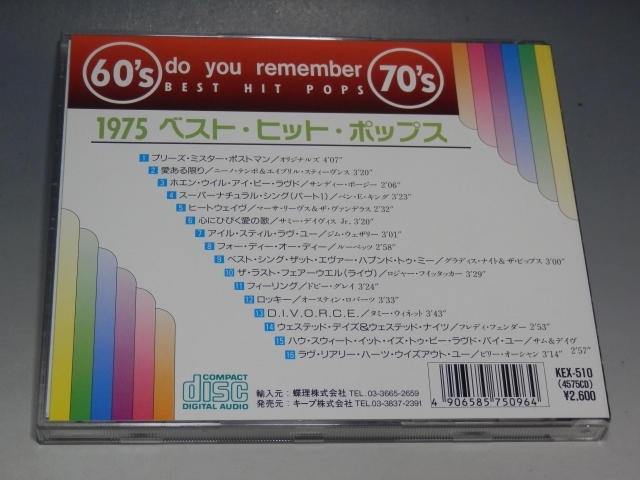 60's do you remember 70's
BEST HIT POPS
1975 ベスト・ヒット・ポップス
1 プリーズ・ミスター・ポストマン/オリジナルズ 4'07"
2 愛ある限り/ニーノ・テンポ&エイプリル・スティーヴンス 3'20"
3 ホエン・ウイル・アイ・ビー・ラヴド/サンディー・ポージー 2'06"
4 スーパーナチュラル・シング(パート1)/ベン・E・キング 3'23"
5 ヒートウェイヴ/マーサ・リーヴス&ザ・ヴァンデラス 2'32"
6 心にひびく愛の歌/サミー・デイヴィス Jr. 3'20"
7 アイル・スティル・ラヴ・ユー/ジム・ウェザリー 3'01"
8 フォー・ディー・オー・ディー/ルーベッツ 2'58"
9 ベスト・シング・ザット・エヴァー・ハプンド・トゥ・ミー/グラディス・ナイト&ザ・ピップス 3'00"
10 ザ・ラスト・フェアーウエル(ライヴ)/ロジャー・フイッタッカー 3'29"
11 フィーリング/ドビー・グレイ 3'24"
12 ロッキー/オースティン・ロバーツ 3'33"
13 D.I.V.O.R.C.E./タミー・ウィネット 3'43"
14 ウェステッド・デイズ&ウェステッド・ナイツ/フレディ・フェンダー 2'53"
15 ハウ・スウィート・イット・イズ・トゥ・ビー・ラヴド・バイ・ユー/サム&デイヴ 2'57"
16 ラヴ・リアリー・ハーツ・ウイズアウト・ユー/ビリー・オーシャン 3'14"
COMPACT
disc
DIGITAL AUDIO
輸入元:蝶理株式会社 TEL.03-3665-2659
発売元:キープ株式会社 TEL.03-3837-2391
4 906585 750964
KEX-510
(4575CD)
¥2,600